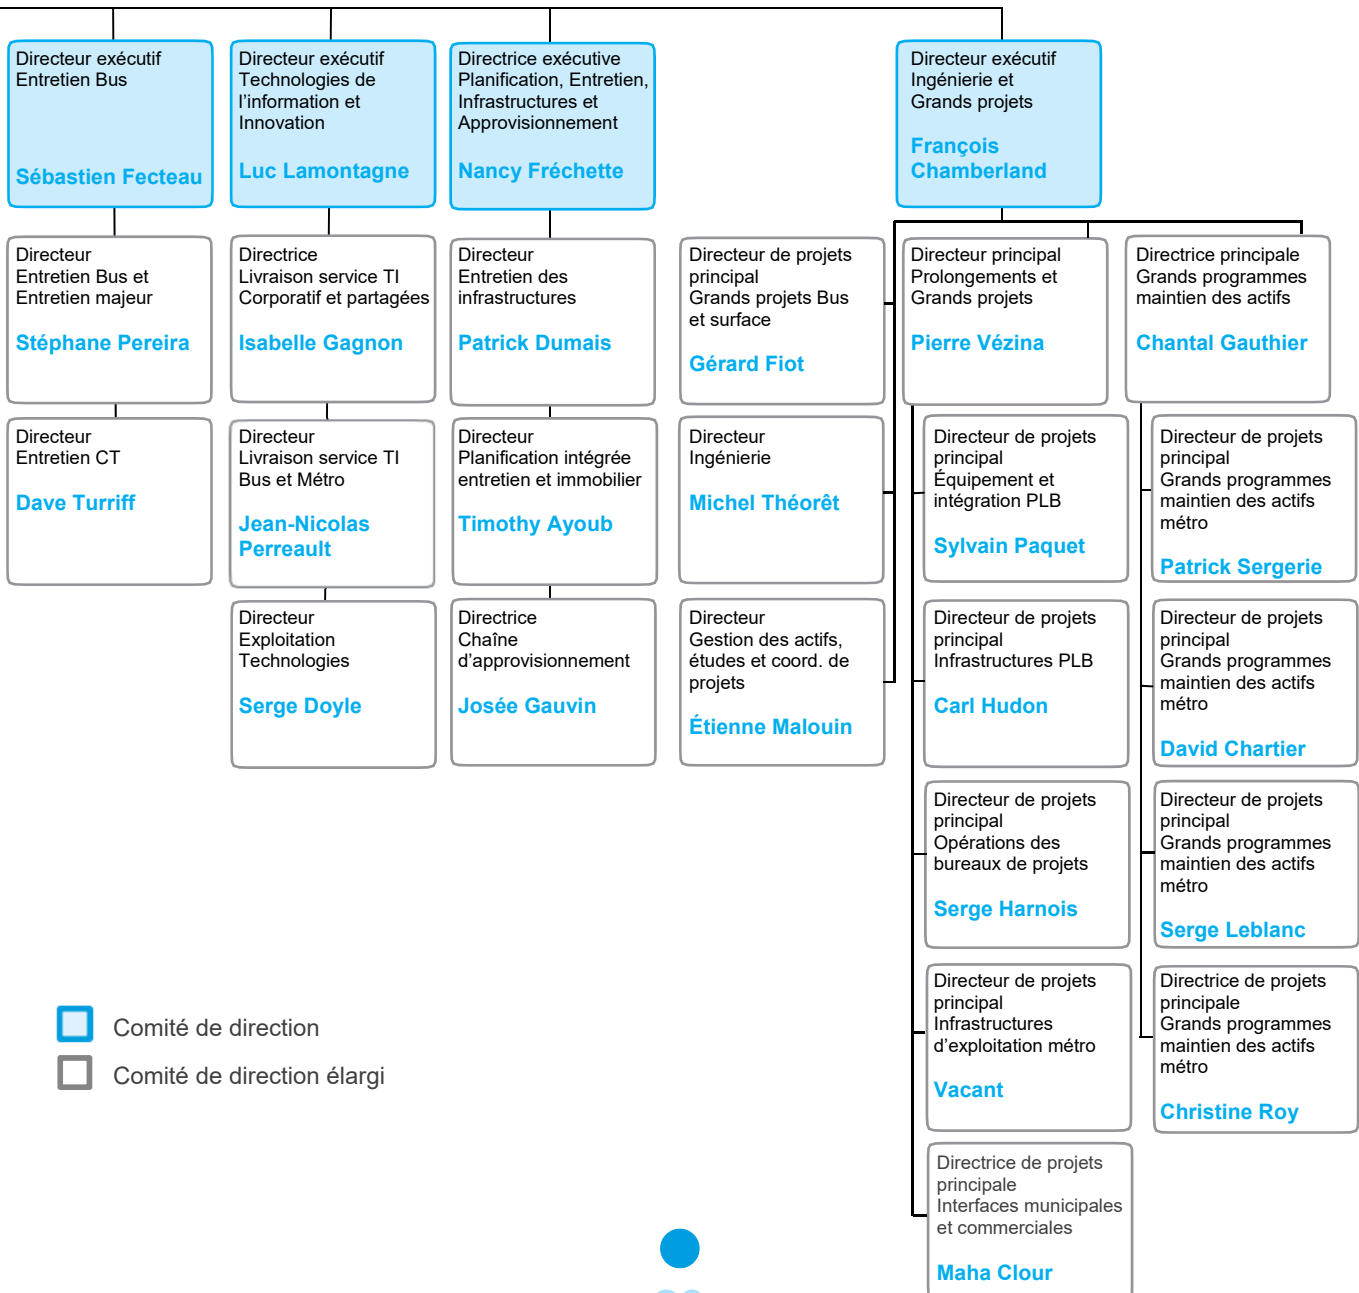 Directeur exécutif
Entretien Bus
Sébastien Fecteau
Directeur exécutif
Technologies de
l’information et
Innovation
Luc Lamontagne
Directrice exécutive
Planification, Entretien,
Infrastructures et
Approvisionnement
Nancy Fréchette
Directeur exécutif
Ingénierie et
Grands projets
François
Chamberland
Directeur
Entretien Bus et
Entretien majeur
Stéphane Pereira
Directrice
Livraison service TI
Corporatif et partagées
Isabelle Gagnon
Directeur
Entretien des
infrastructures
Patrick Dumais
Directeur de projets
principal
Grands projets Bus
et surface
Gérard Fiot
Directeur principal
Prolongements et
Grands projets
Pierre Vézina
Directrice principale
Grands programmes
maintien des actifs
Chantal Gauthier
Directeur
Entretien CT
Dave Turriff
Directeur
Livraison service TI
Bus et Métro
Jean-Nicolas
Perreault
Directeur
Planification intégrée
entretien et immobilier
Timothy Ayoub
Directeur
Ingénierie
Michel Théorêt
Directeur de projets
principal
Équipement et
intégration PLB
Sylvain Paquet
Directeur de projets
principal
Grands programmes
maintien des actifs
métro
Patrick Sergerie
Directeur
Exploitation
Technologies
Serge Doyle
Directrice
Chaîne
d’approvisionnement
Josée Gauvin
Directeur
Gestion des actifs,
études et coord. de
projets
Étienne Malouin
Directeur de projets
principal
Infrastructures PLB
Carl Hudon
Directeur de projets
principal
Grands programmes
maintien des actifs
métro
David Chartier
Directeur de projets
principal
Opérations des
bureaux de projets
Serge Harnois
Directeur de projets
principal
Grands programmes
maintien des actifs
métro
Serge Leblanc
Directeur de projets
principal
Infrastructures
d’exploitation métro
Vacant
Directrice de projets
principale
Grands programmes
maintien des actifs
métro
Christine Roy
Directrice de projets
principale
Interfaces municipales
et commerciales
Maha Clour
Comité de direction
Comité de direction élargi